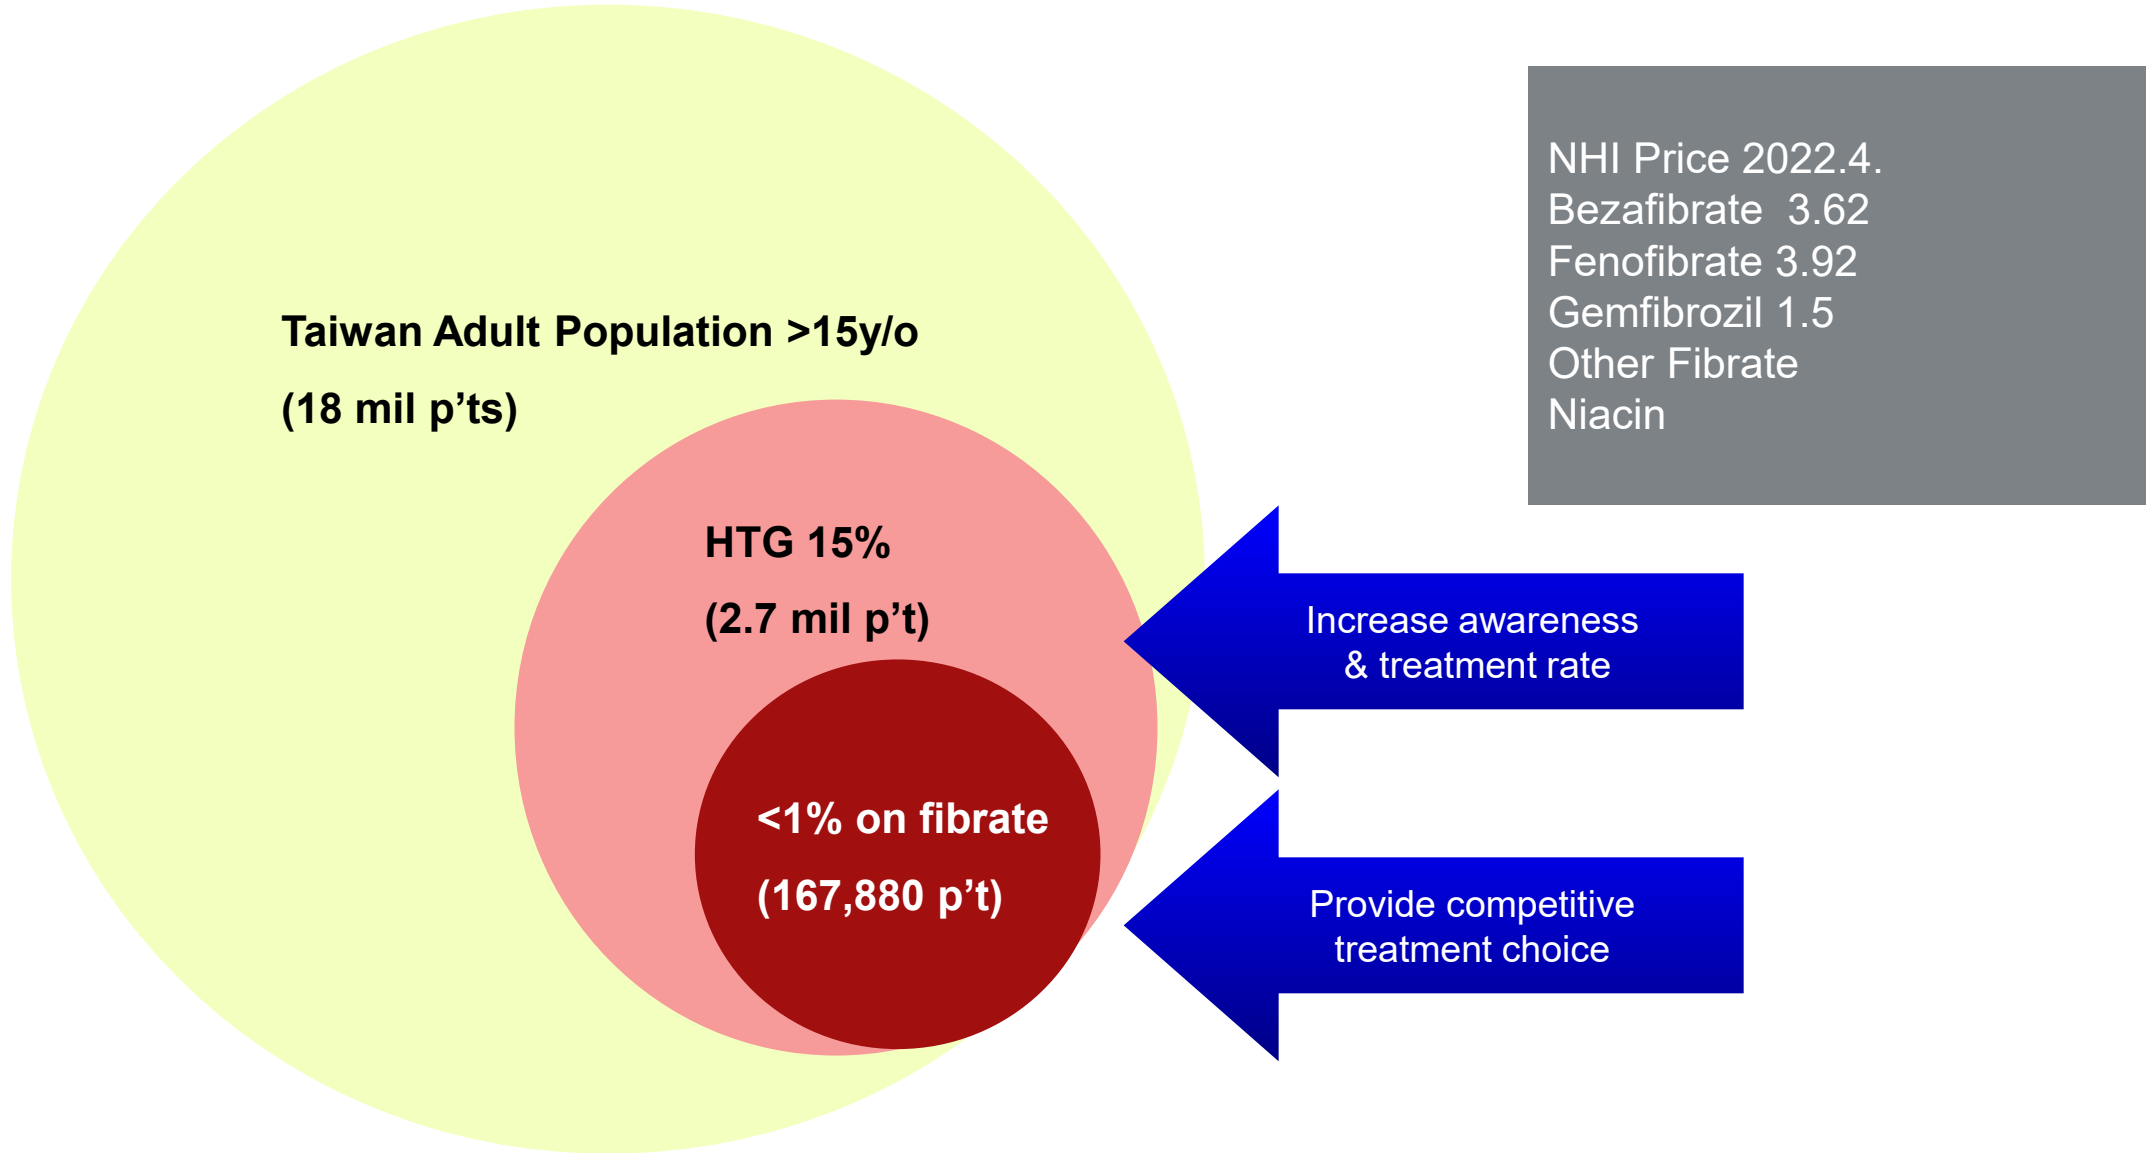 Taiwan Adult Population >15y/o
(18 mil p’ts)
HTG 15%
(2.7 mil p’t)
<1% on fibrate
(167,880 p’t)
NHI Price 2022.4.
Bezafibrate  3.62
Fenofibrate 3.92
Gemfibrozil 1.5
Other Fibrate
Niacin
Increase awareness
& treatment rate
Provide competitive
treatment choice